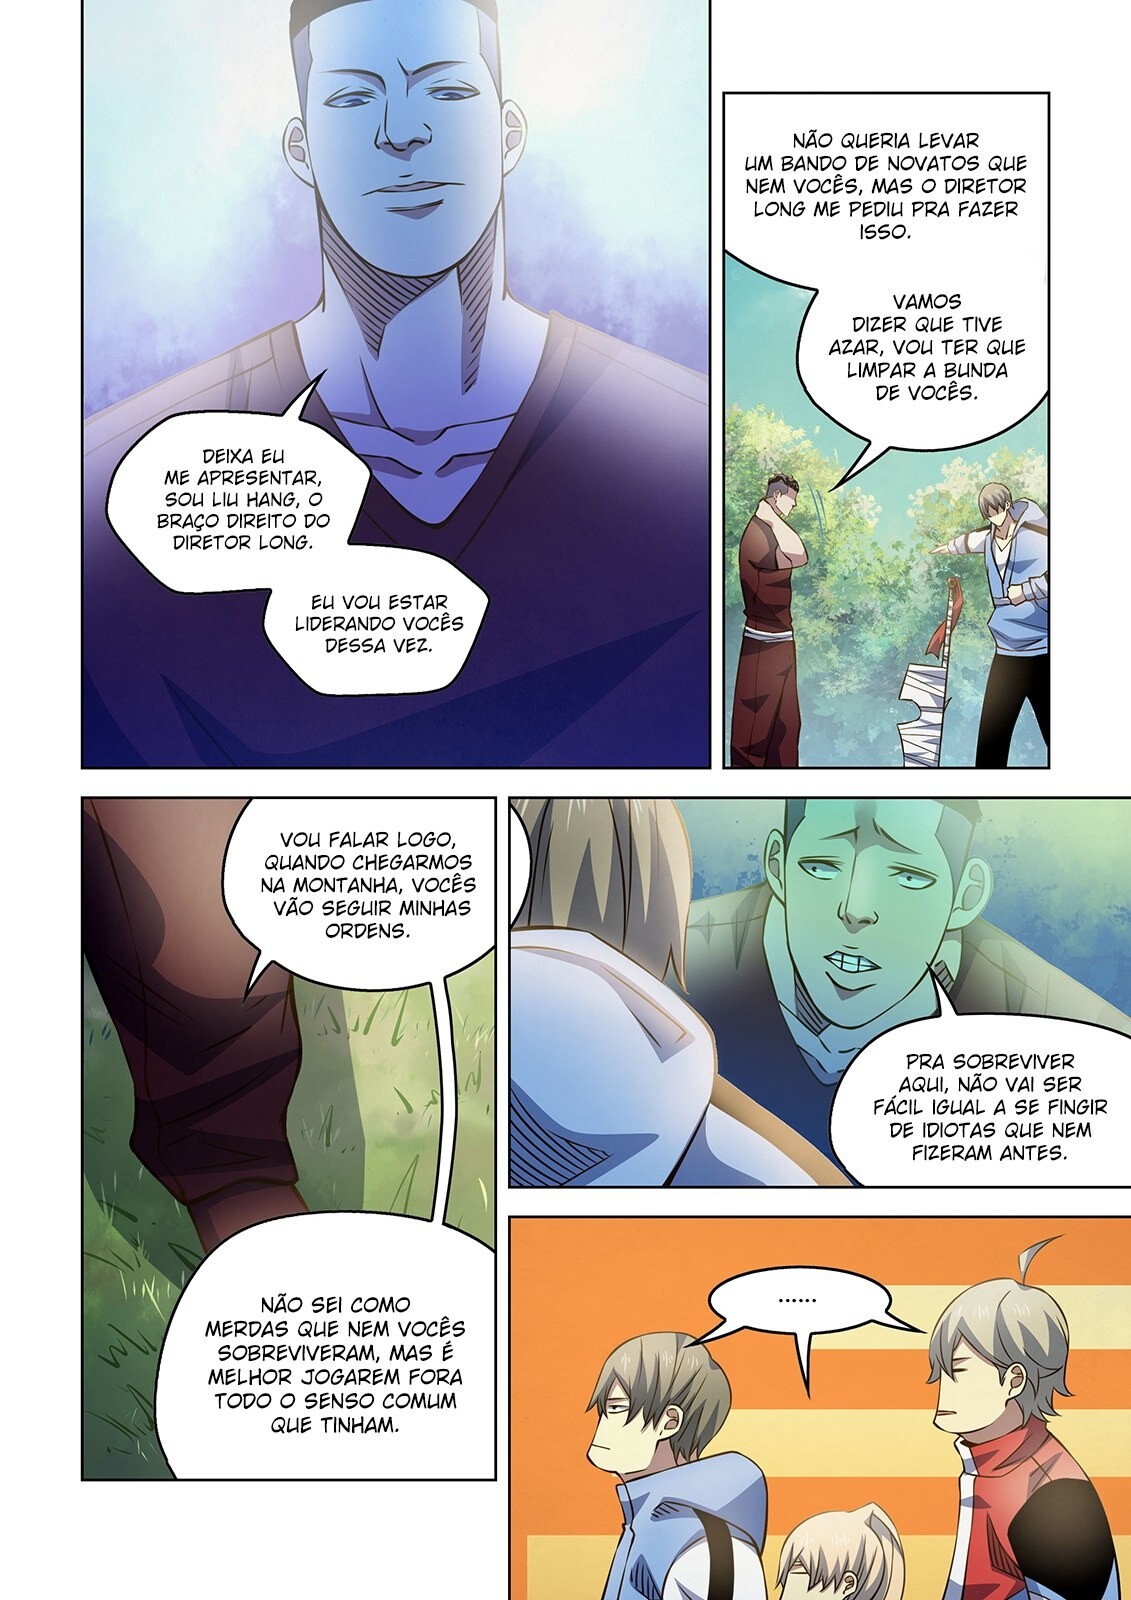 DEIXA EU
ME APRESENTAR,
SOU LIU HANG, O
BRAÇO DIREITO DO
DIRETOR LONG.
EU VOU ESTAR
LIDERANDO VOCÊS
DESSA VEZ.
NÃO QUERIA LEVAR
UM BANDO DE NOVATOS QUE
NEM VOCÊS, MAS O DIRETOR
LONG ME PEDIU PRA FAZER
ISSO.
VAMOS
DIZER QUE TIVE
AZAR, VOU TER QUE
LIMPAR A BUNDA
DE VOCÊS.
VOU FALAR LOGO,
QUANDO CHEGARMOS
NA MONTANHA, VOCÊS
VÃO SEGUIR MINHAS
ORDENS.
NÃO SEI COMO
MERDAS QUE NEM VOCÊS
SOBREVIVERAM, MAS É
MELHOR JOGAREM FORA
TODO O SENSO COMUM
QUE TINHAM.
PRA SOBREVIVER
AQUI, NÃO VAI SER
FÁCIL IGUAL A SE FINGIR
DE IDIOTAS QUE NEM
FIZERAM ANTES.
......